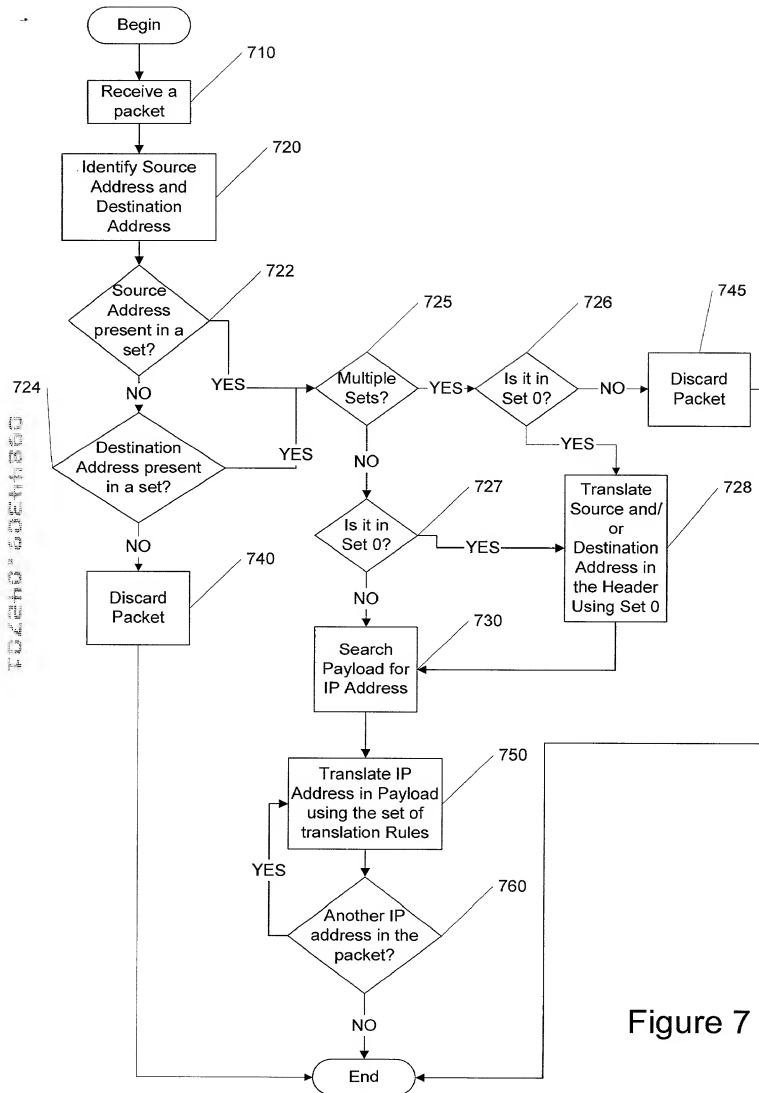 Begin
710
Receive a
packet
720
Identify Source
Address and
Destination
Address
722
Source
Address
present in a
set?
YES
NO
724
Destination
Address present
in a set?
YES
NO
740
Discard
Packet
725
Multiple
Sets?
YES
NO
726
Is it in
Set 0?
NO
YES
745
Discard
Packet
727
Is it in
Set 0?
YES
NO
728
Translate
Source and/
or
Destination
Address in
the Header
Using Set 0
730
Search
Payload for
IP Address
750
Translate IP
Address in Payload
using the set of
translation Rules
YES
760
Another IP
address in the
packet?
NO
End
Figure 7